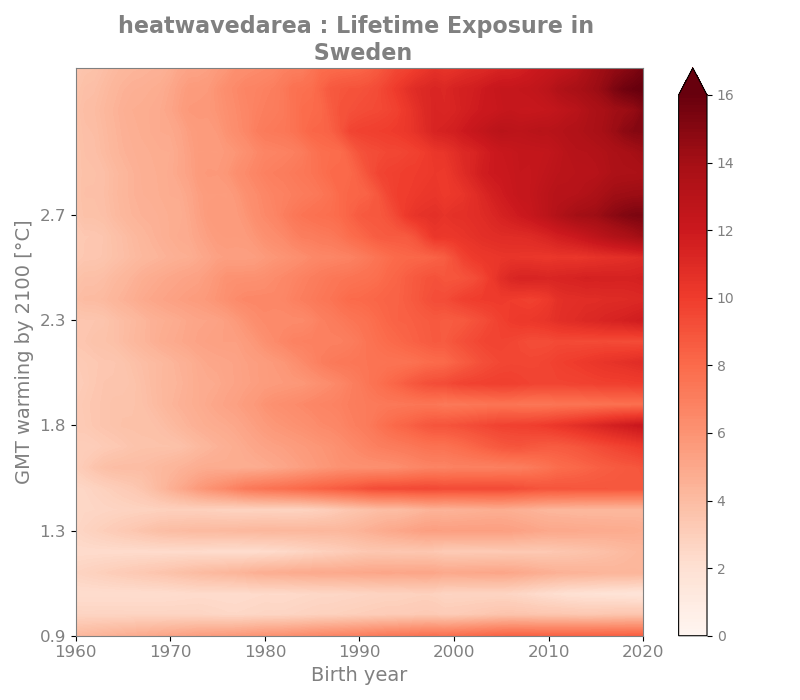 heatwavedarea : Lifetime Exposure in
Sweden
GMT warming by 2100 [°C]
2.7
2.3
1.8
1.3
0.9
1960 1970 1980 1990 2000 2010 2020
Birth year
16
14
12
10
8
6
4
2
0